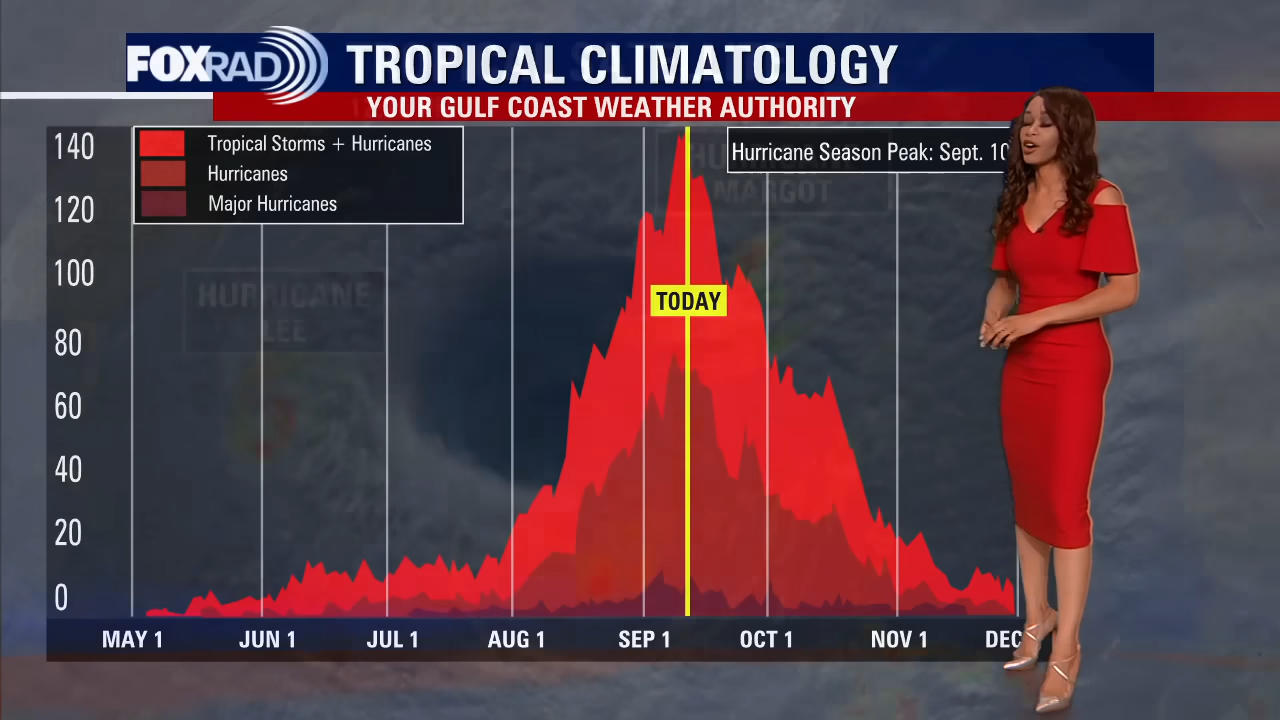 FOXRAD TROPICAL CLIMATOLOGY
YOUR GULF COAST WEATHER AUTHORITY
Tropical Storms + Hurricanes
Hurricanes
Major Hurricanes
Hurricane Season Peak: Sept. 10
HURRICANE
MARGOT
HURRICANE
LEE
TODAY
140
120
100
80
60
40
20
0
MAY 1
JUN 1
JUL 1
AUG 1
SEP 1
OCT 1
NOV 1
DEC